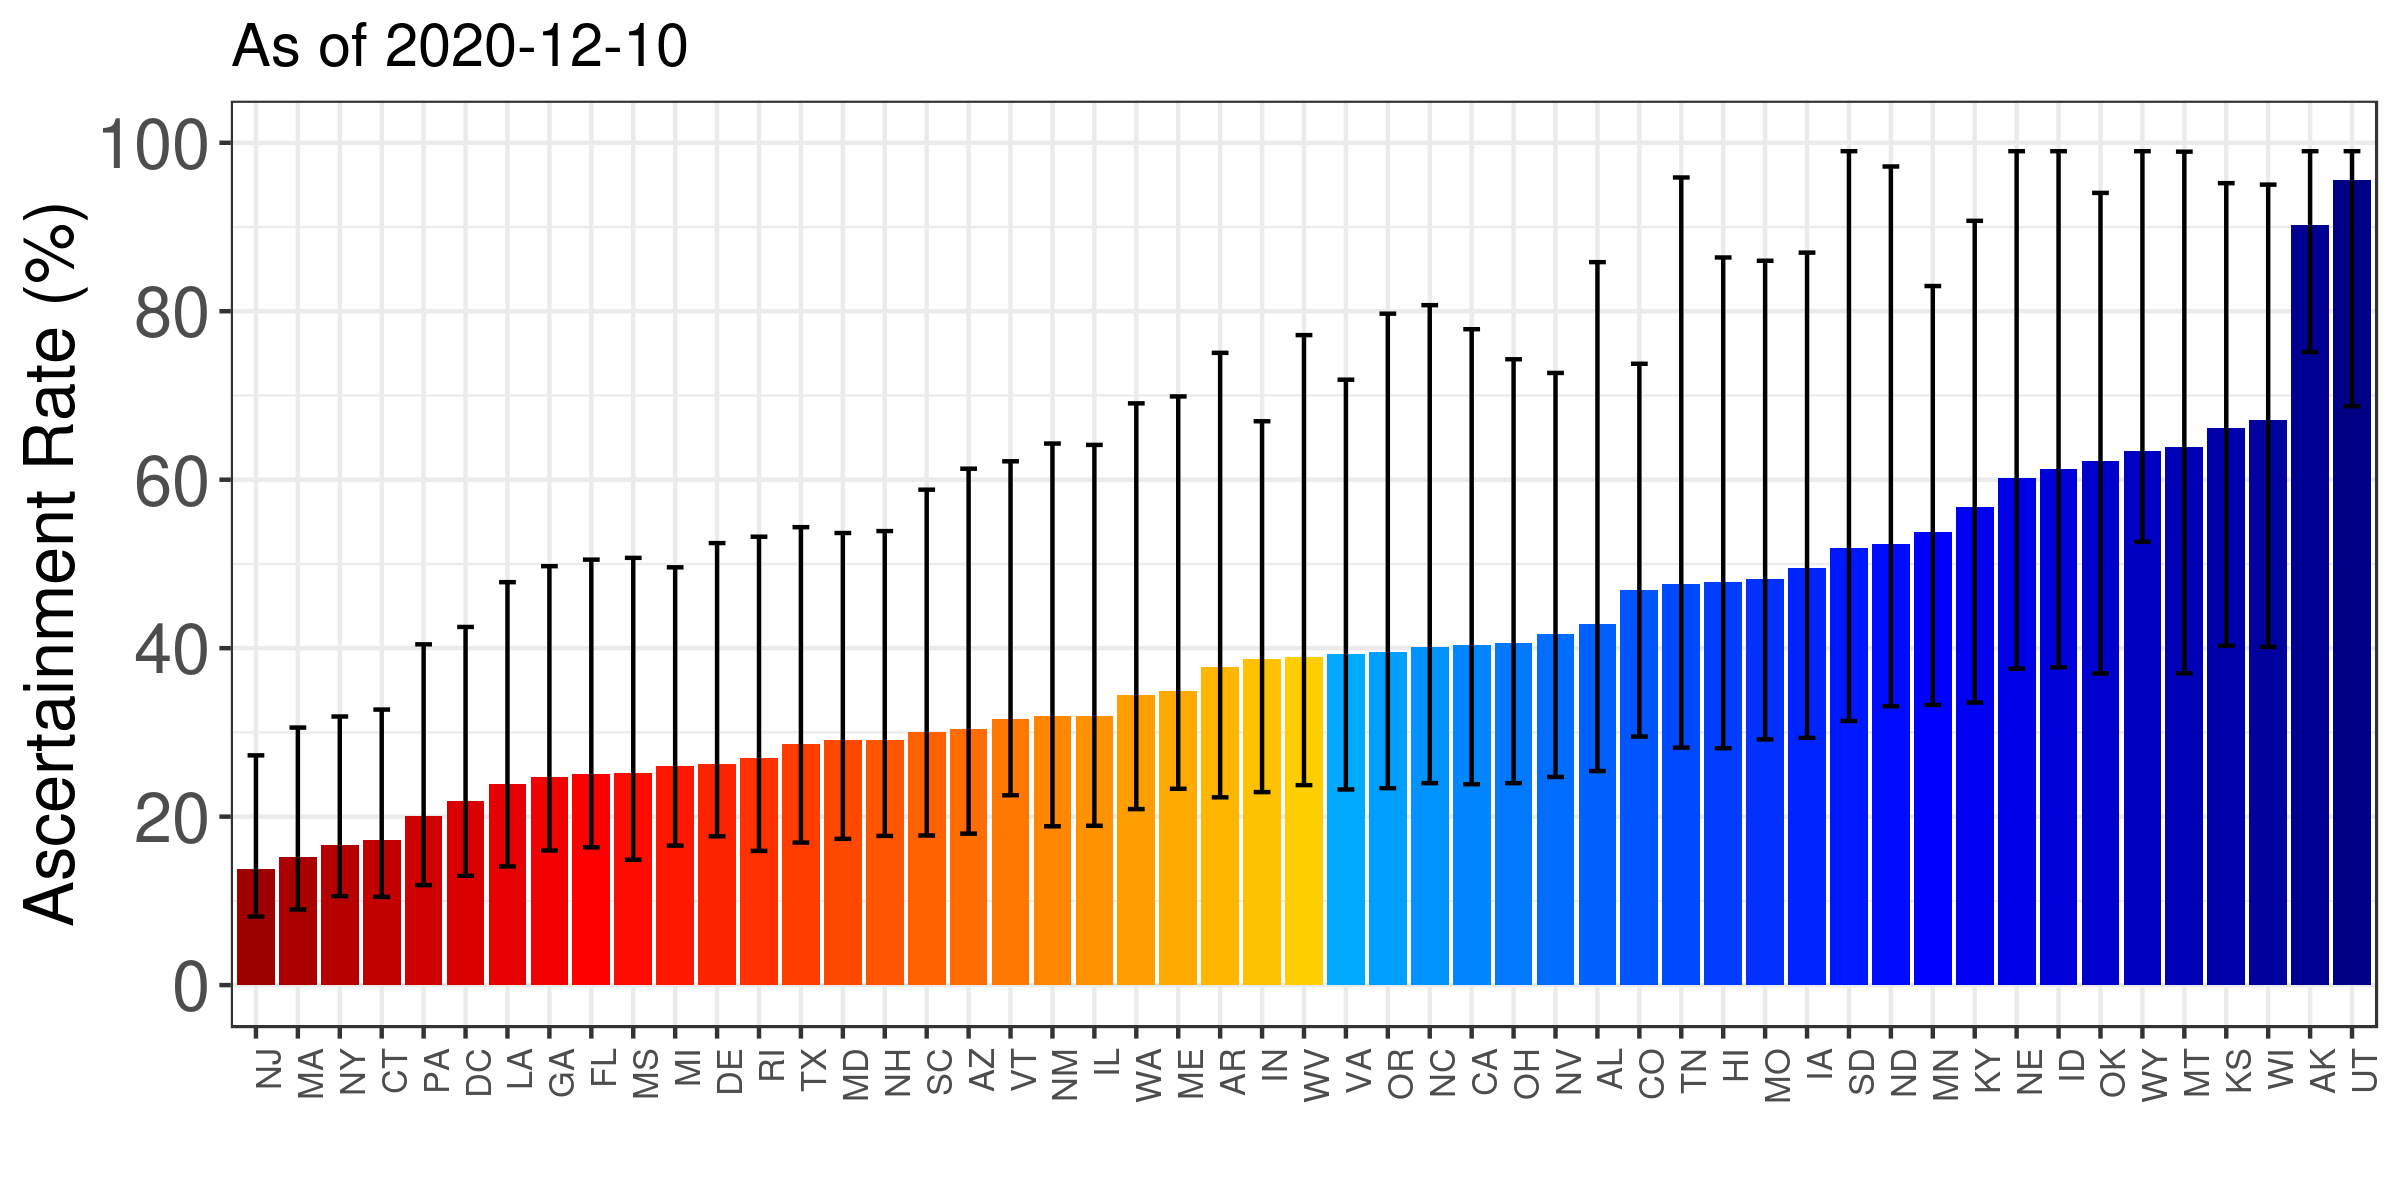 As of 2020-12-10
Ascertainment Rate (%)
100
80
60
40
20
0
NJ MA NY CT PA DC LA GA FL MS MI DE RI TX MD NH SC AZ VT NM IL WA ME AR IN WV VA OR NC CA OH NV AL CO TN HI MO IA SD ND MN KY NE ID OK WY MT KS WI AK UT